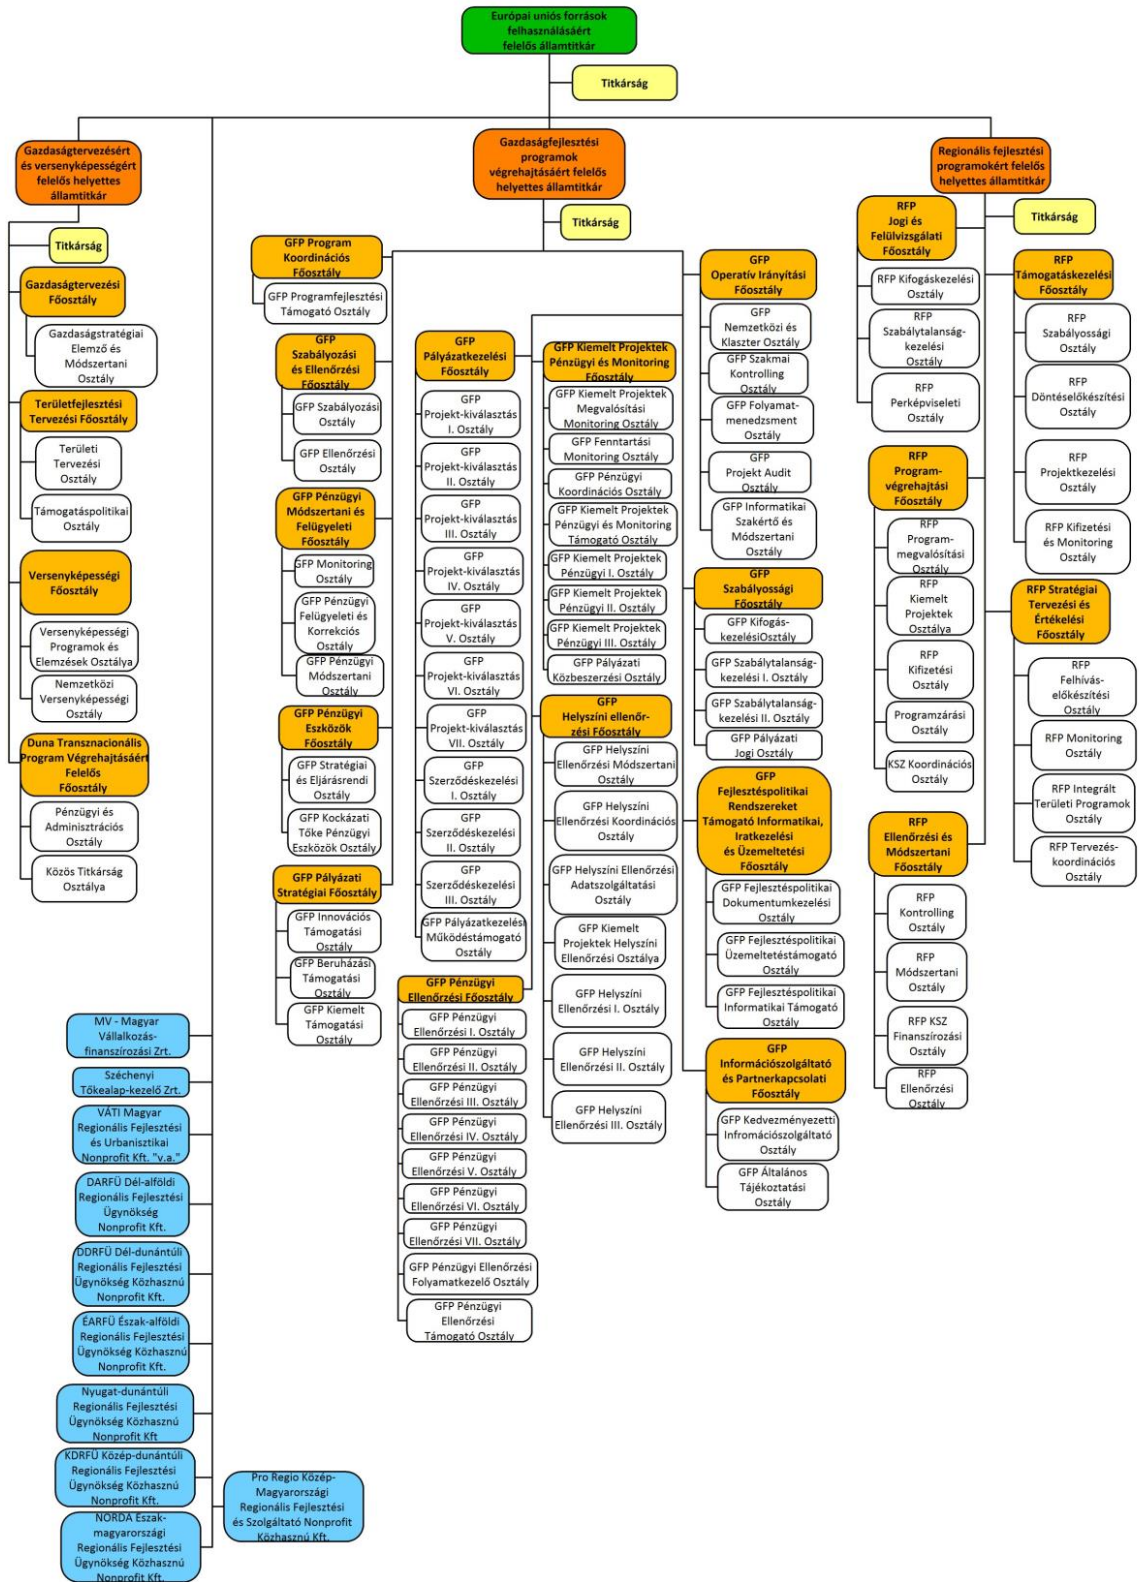 Európai uniós források
felhasználásáért
felelős államtitkár
Titkárság
Gazdaságtervezésért
és versenyképességért
felelős helyettes
államtitkár
Titkárság
Gazdaságtervezési
Főosztály
Gazdaságstratégiai
Elemző és
Módszertani
Osztály
Területfejlesztési
Tervezési Főosztály
Területi
Tervezési
Osztály
Támogatáspolitikai
Osztály
Versenyképességi
Főosztály
Versenyképességi
Programok és
Elemzések Osztálya
Nemzetközi
Versenyképességi
Osztály
Duna Transznacionális
Program Végrehajtásáért
Felelős
Főosztály
Pénzügyi és
Adminisztrációs
Osztály
Közös Titkárság
Osztálya
MV - Magyar
Vállalkozás-
finanszírozási Zrt.
Széchenyi
Tőkealap-kezelő Zrt.
VÁTI Magyar
Regionális Fejlesztési
és Urbanisztikai
Nonprofit Kft. "v.a."
DARFÜ Dél-alföldi
Regionális Fejlesztési
Ügynökség
Nonprofit Kft.
DDRFÜ Dél-dunántúli
Regionális Fejlesztési
Ügynökség Közhasznú
Nonprofit Kft.
ÉARFÜ Észak-alföldi
Regionális Fejlesztési
Ügynökség Közhasznú
Nonprofit Kft.
Nyugat-dunántúli
Regionális Fejlesztési
Ügynökség Közhasznú
Nonprofit Kft
KDRFÜ Közép-dunántúli
Regionális Fejlesztési
Ügynökség Közhasznú
Nonprofit Kft.
NORDA Észak-
magyarországi
Regionális Fejlesztési
Ügynökség Közhasznú
Nonprofit Kft.
Pro Regio Közép-
Magyarországi
Regionális Fejlesztési
és Szolgáltató Nonprofit
Közhasznú Kft.
Gazdaságfejlesztési
programok
végrehajtásáért felelős
helyettes államtitkár
Titkárság
GFP Program
Koordinációs
Főosztály
GFP Programfejlesztési
Támogató Osztály
GFP
Szabályozási
és Ellenőrzési
Főosztály
GFP Szabályozási
Osztály
GFP Ellenőrzési
Osztály
GFP Pénzügyi
Módszertani és
Felügyeleti
Főosztály
GFP Monitoring
Osztály
GFP Pénzügyi
Felügyeleti és
Korrekciós
Osztály
GFP Pénzügyi
Módszertani
Osztály
GFP Pénzügyi
Eszközök
Főosztály
GFP Stratégiai
és Eljárásrendi
Osztály
GFP Kockázati
Tőke Pénzügyi
Eszközök Osztály
GFP Pályázati
Stratégiai Főosztály
GFP Innovációs
Támogatási
Osztály
GFP Beruházási
Támogatási
Osztály
GFP Kiemelt
Támogatási
Osztály
GFP
Pályázatkezelési
Főosztály
GFP
Projekt-kiválasztás
I. Osztály
GFP
Projekt-kiválasztás
II. Osztály
GFP
Projekt-kiválasztás
III. Osztály
GFP
Projekt-kiválasztás
IV. Osztály
GFP
Projekt-kiválasztás
V. Osztály
GFP
Projekt-kiválasztás
VI. Osztály
GFP
Projekt-kiválasztás
VII. Osztály
GFP
Szerződéskezelési
I. Osztály
GFP
Szerződéskezelési
II. Osztály
GFP
Szerződéskezelési
III. Osztály
GFP Pályázatkezelési
Működéstámogató
Osztály
GFP Pénzügyi
Ellenőrzési Főosztály
GFP Pénzügyi
Ellenőrzési I. Osztály
GFP Pénzügyi
Ellenőrzési II. Osztály
GFP Pénzügyi
Ellenőrzési III. Osztály
GFP Pénzügyi
Ellenőrzési IV. Osztály
GFP Pénzügyi
Ellenőrzési V. Osztály
GFP Pénzügyi
Ellenőrzési VI. Osztály
GFP Pénzügyi
Ellenőrzési VII. Osztály
GFP Pénzügyi Ellenőrzési
Folyamatkezelő Osztály
GFP Pénzügyi
Ellenőrzési
Támogató Osztály
GFP Kiemelt Projektek
Pénzügyi és Monitoring
Főosztály
GFP Kiemelt Projektek
Megvalósítási
Monitoring Osztály
GFP Fenntartási
Monitoring Osztály
GFP Pénzügyi
Koordinációs Osztály
GFP Kiemelt Projektek
Pénzügyi és Monitoring
Támogató Osztály
GFP Kiemelt Projektek
Pénzügyi I. Osztály
GFP Kiemelt Projektek
Pénzügyi II. Osztály
GFP Kiemelt Projektek
Pénzügyi III. Osztály
GFP Pályázati
Közbeszerzési Osztály
GFP
Helyszíni ellenőr-
zési Főosztály
GFP Helyszíni
Ellenőrzési Módszertani
Osztály
GFP Helyszíni
Ellenőrzési Koordinációs
Osztály
GFP Helyszíni Ellenőrzési
Adatszolgáltatási
Osztály
GFP Kiemelt
Projektek Helyszíni
Ellenőrzési Osztálya
GFP Helyszíni
Ellenőrzési I. Osztály
GFP Helyszíni
Ellenőrzési II. Osztály
GFP Helyszíni
Ellenőrzési III. Osztály
GFP
Operatív Irányítási
Főosztály
GFP
Nemzetközi és
Klaszter Osztály
GFP Szakmai
Kontrolling
Osztály
GFP Folyamat-
menedzsment
Osztály
GFP
Projekt Audit
Osztály
GFP Informatikai
Szakértő és
Módszertani
Osztály
GFP
Szabályossági
Főosztály
GFP Kifogás-
kezelésiOsztály
GFP Szabálytalanság-
kezelési I. Osztály
GFP Szabálytalanság-
kezelési II. Osztály
GFP Pályázati
Jogi Osztály
GFP
Fejlesztéspolitikai
Rendszereket
Támogató Informatikai,
Iratkezelési
és Üzemeltetési
Főosztály
GFP Fejlesztéspolitikai
Dokumentumkezelési
Osztály
GFP Fejlesztéspolitikai
Üzemeltetéstámogató
Osztály
GFP Fejlesztéspolitikai
Informatikai Támogató
Osztály
GFP
Információszolgáltató
és Partnerkapcsolati
Főosztály
GFP Kedvezményezetti
Infromációszolgáltató
Osztály
GFP Általános
Tájékoztatási
Osztály
Regionális fejlesztési
programokért felelős
helyettes államtitkár
Titkárság
RFP
Jogi és
Felülvizsgálati
Főosztály
RFP Kifogáskezelési
Osztály
RFP
Szabálytalanság-
kezelési
Osztály
RFP
Perképviseleti
Osztály
RFP
Program-
végrehajtási
Főosztály
RFP
Program-
megvalósítási
Osztály
RFP
Kiemelt
Projektek
Osztálya
RFP
Kifizetési
Osztály
Programzárási
Osztály
KSZ Koordinációs
Osztály
RFP
Ellenőrzési és
Módszertani
Főosztály
RFP
Kontrolling
Osztály
RFP
Módszertani
Osztály
RFP KSZ
Finanszírozási
Osztály
RFP
Ellenőrzési
Osztály
RFP
Támogatáskezelési
Főosztály
RFP
Szabályossági
Osztály
RFP
Döntéselőkészítési
Osztály
RFP
Projektkezelési
Osztály
RFP Kifizetési
és Monitoring
Osztály
RFP Stratégiai
Tervezési és
Értékelési
Főosztály
RFP
Felhívás-
előkészítési
Osztály
RFP Monitoring
Osztály
RFP Integrált
Területi Programok
Osztály
RFP Tervezés-
koordinációs
Osztály